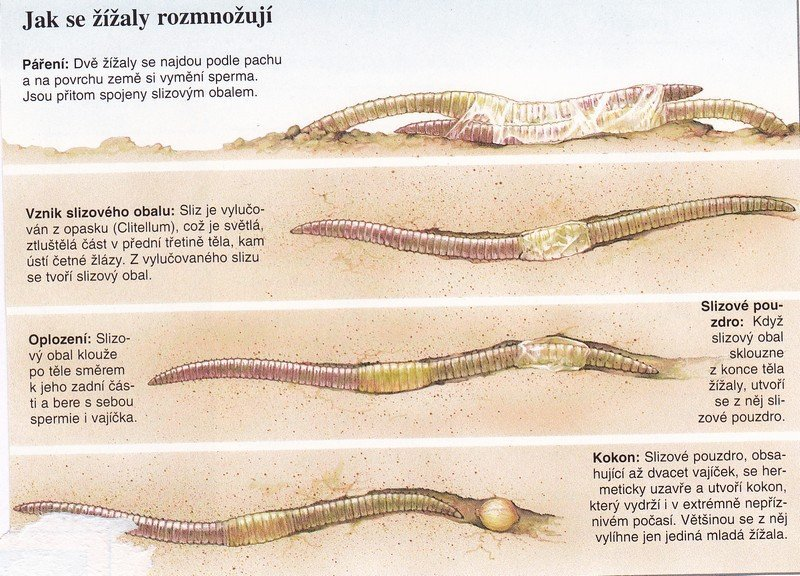 Jak se žížaly rozmnožují
Páření: Dvě žížaly se najdou podle pachu
a na povrchu země si vymění sperma.
Jsou přitom spojeny slizovým obalem.
Vznik slizového obalu: Sliz je vylučo-
ván z opasku (Clitellum), což je světlá,
ztluštělá část v přední třetině těla, kam
ústí četné žlázy. Z vylučovaného slizu
se tvoří slizový obal.
Oplození: Slizo-
vý obal klouže
po těle směrem
k jeho zadní čás-
ti a bere s sebou
spermie i vajíčka.
Slizové pou-
zdro: Když
slizový obal
sklouzne
z konce těla
žížaly, utvoří
se z něj sli-
zové pouzdro.
Kokon: Slizové pouzdro, obsa-
hující až dvacet vajíček, se her-
meticky uzavře a utvoří kokon,
který vydrží i v extrémně nepříz-
nivém počasí. Většinou se z něj
vylíhne jen jediná mladá žížala.